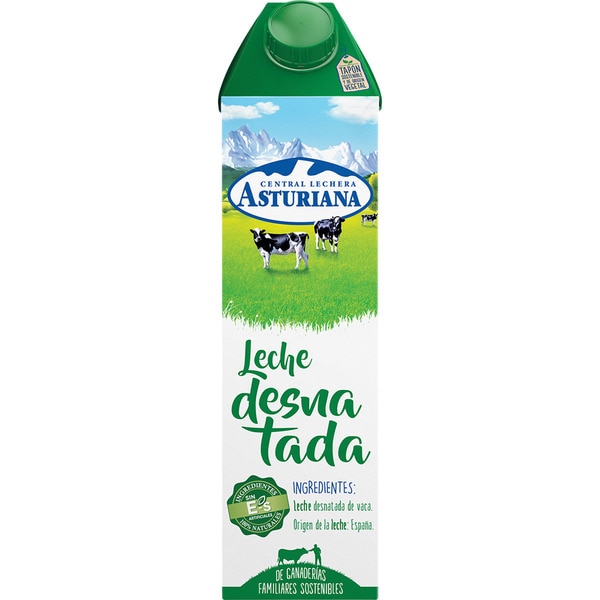 TAPÓN
SOSTENIBLE
Y DE ORIGEN
VEGETAL
CENTRAL LECHERA
ASTURIANA
Leche
desna
tada
INGREDIENTES:
Leche desnatada de vaca.
Origen de la leche: España.
INGREDIENTES
SIN
E-s
ARTIFICIALES
100% NATURALES
DE GANADERÍAS
FAMILIARES SOSTENIBLES